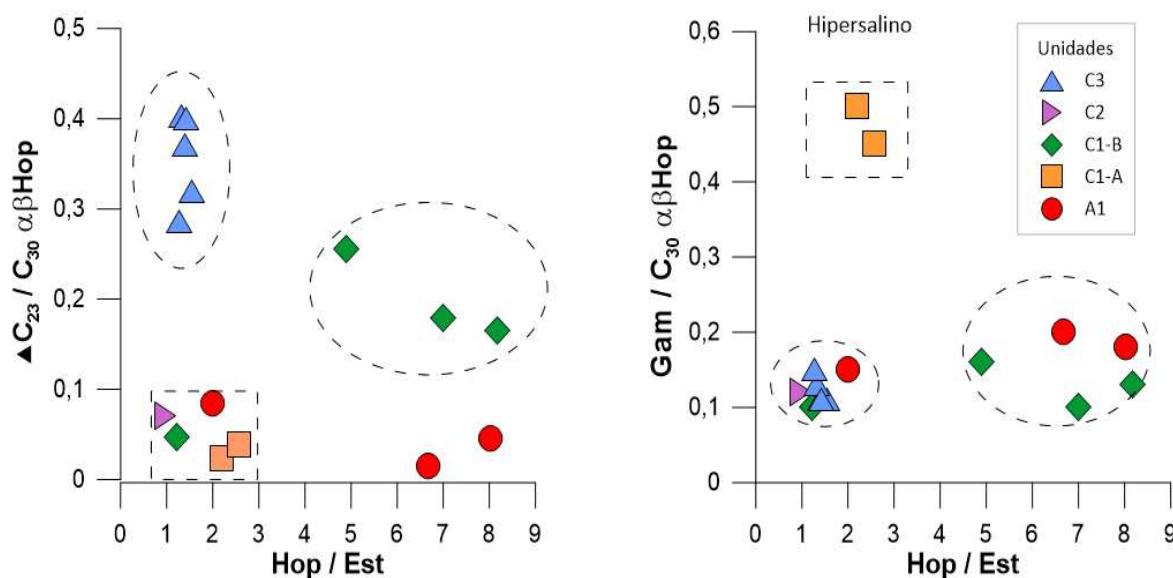 0,5
0,4
0,3
0,2
0,1
0
▲C23 / C30 αβHop
0 1 2 3 4 5 6 7 8 9
Hop / Est
0,6
0,5
0,4
0,3
0,2
0,1
0
Gam / C30 αβHop
Hipersalino
0 1 2 3 4 5 6 7 8 9
Hop / Est
Unidades
C3
C2
C1-B
C1-A
A1